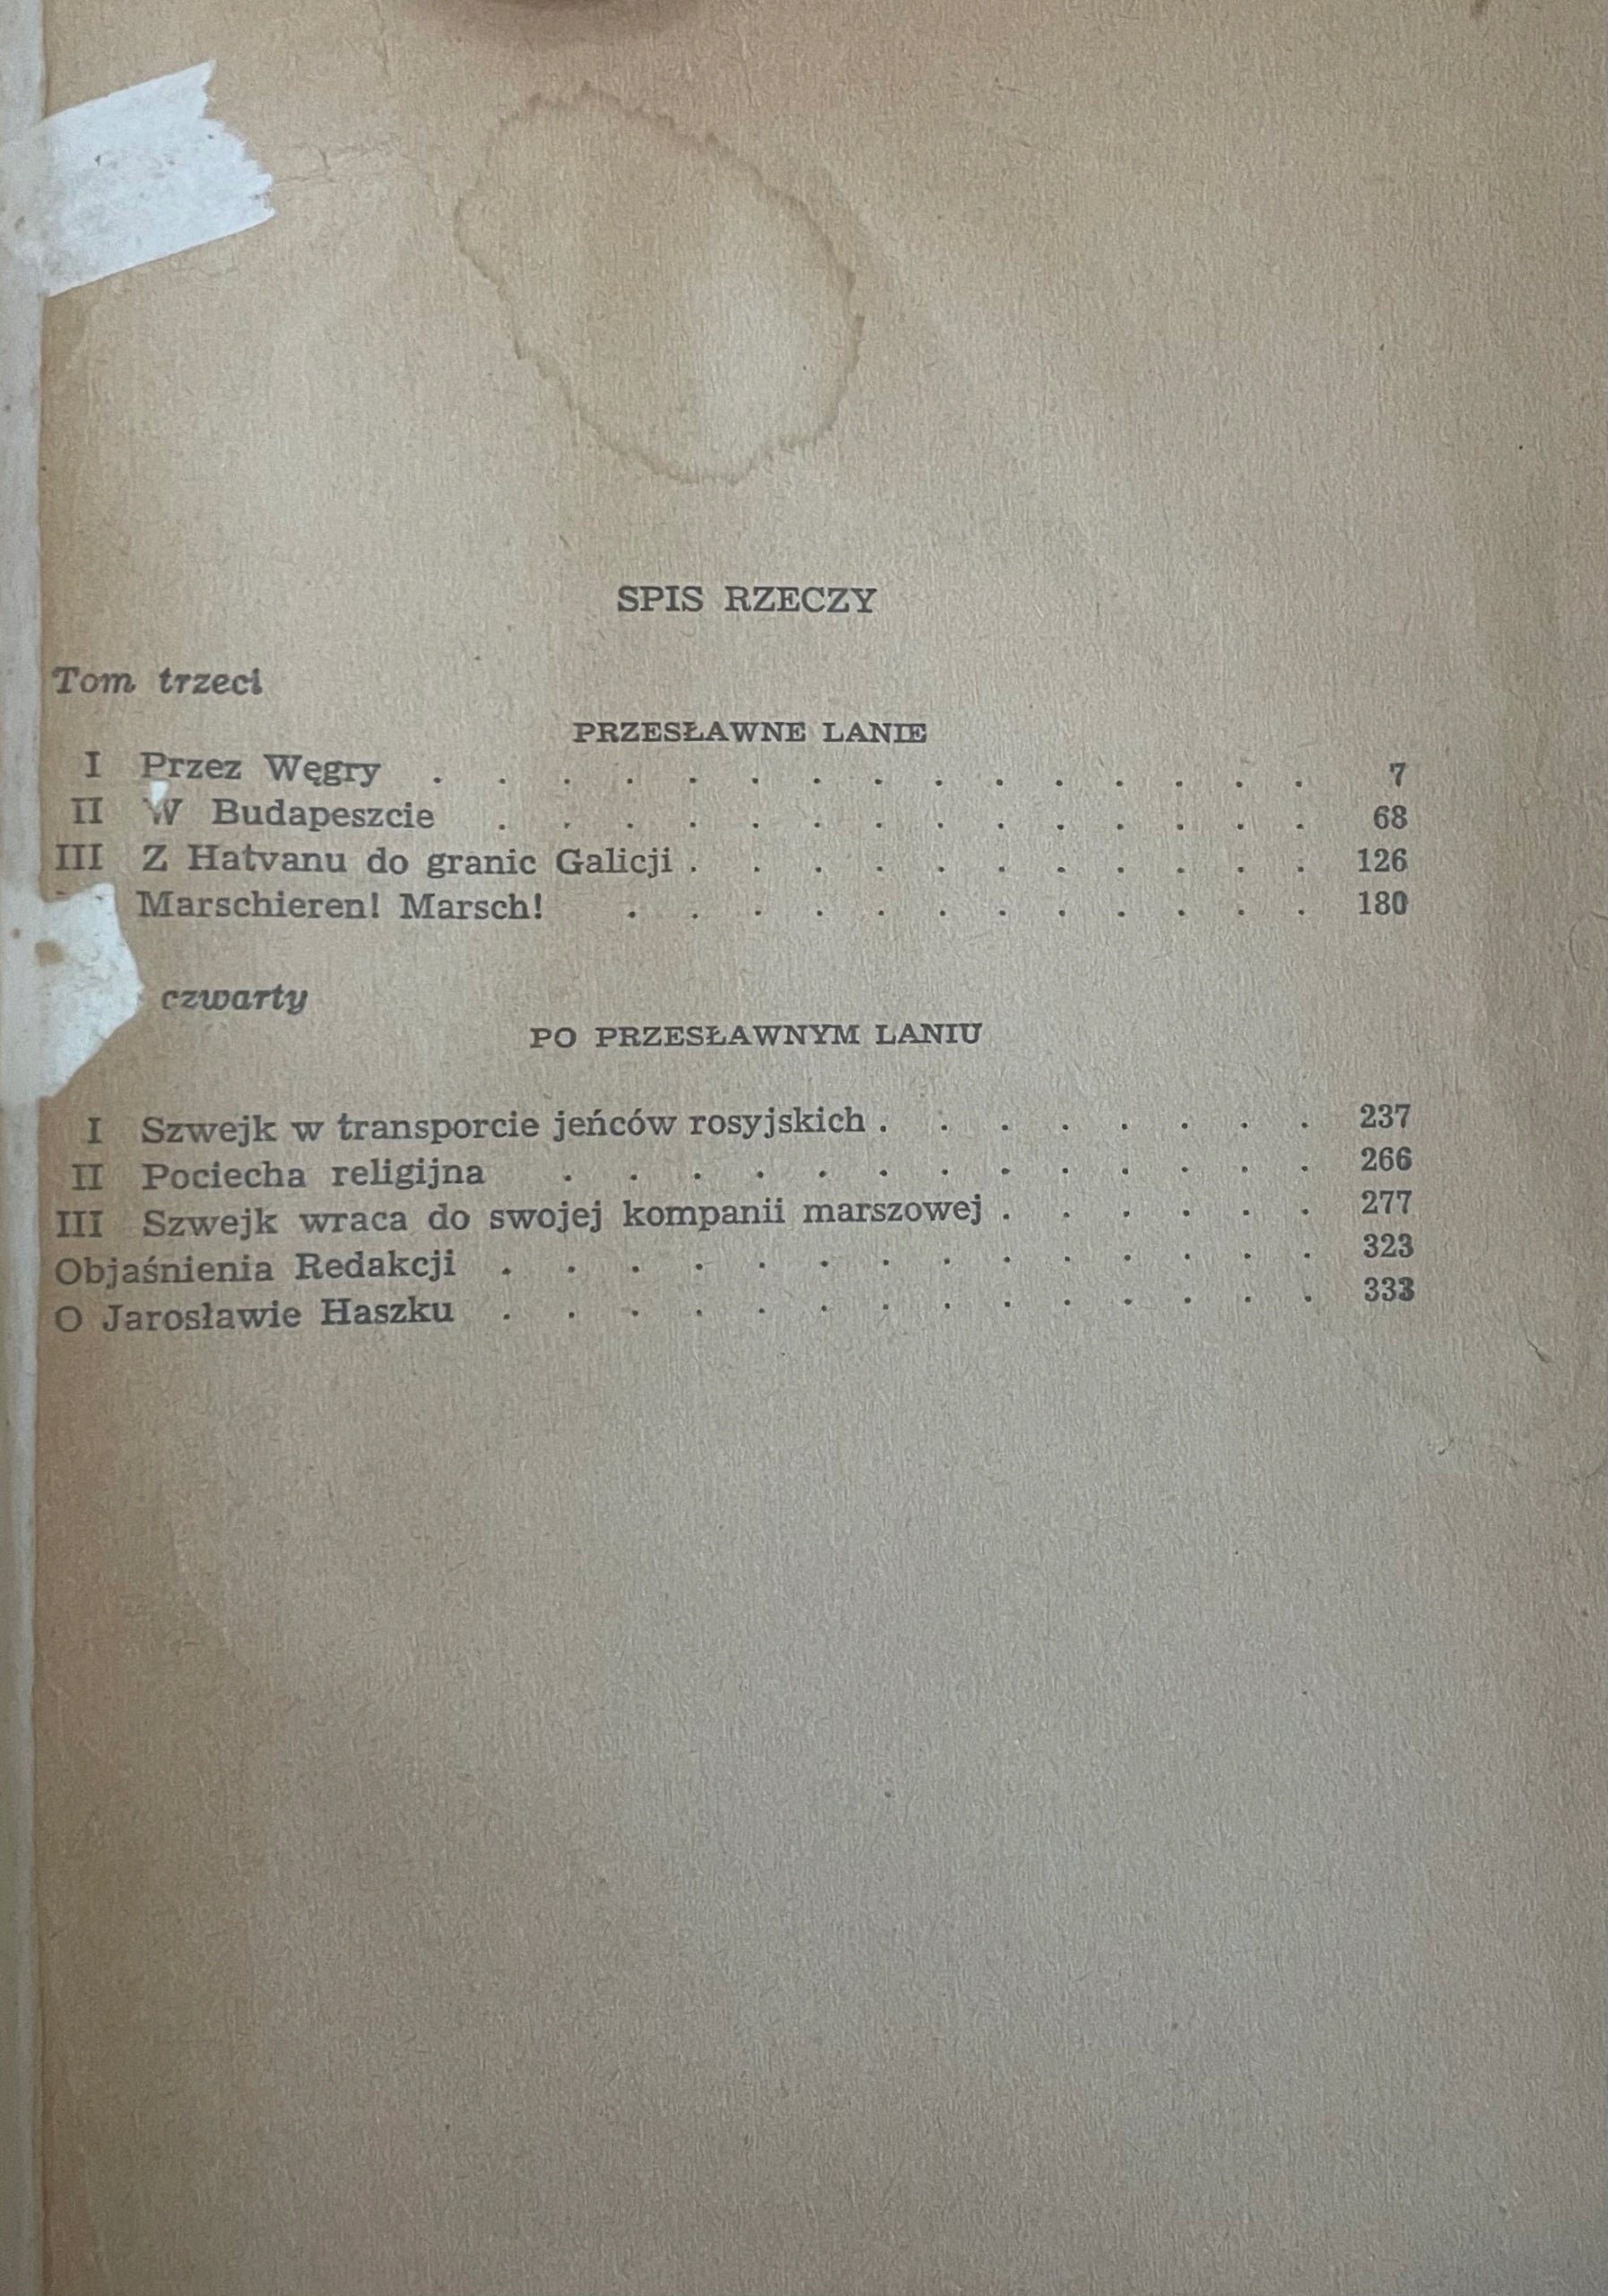 SPIS RZECZY
Tom trzeci
PRZESŁAWNE LANIE
I Przez Węgry . . . . . . . . . . . . . . . 7
II W Budapeszcie . . . . . . . . . . . . . . 68
III Z Hatvanu do granic Galicji . . . . . . . . . . . 126
Marschieren! Marsch! . . . . . . . . . . . . 180
czwarty
PO PRZESŁAWNYM LANIU
I Szwejk w transporcie jeńców rosyjskich . . . . . . . . 237
II Pociecha religijna . . . . . . . . . . . . . 266
III Szwejk wraca do swojej kompanii marszowej . . . . . . 277
Objaśnienia Redakcji . . . . . . . . . . . . . . 323
O Jarosławie Haszku . . . . . . . . . . . . . . 333